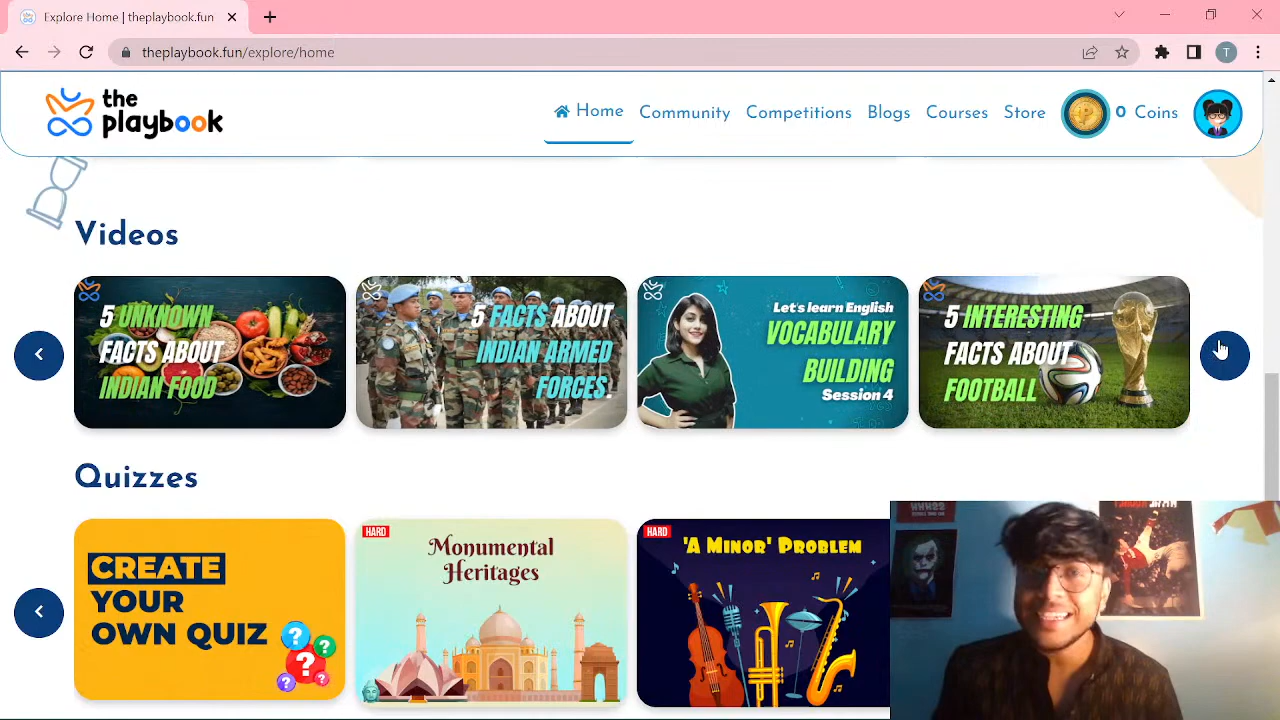 Explore Home | theplaybook.fun
theplaybook.fun/explore/home
T
the
playbook
Home
Community
Competitions
Blogs
Courses
Store
0 Coins
Videos
5 UNKNOWN
FACTS ABOUT
INDIAN FOOD
5 FACTS ABOUT
INDIAN ARMED
FORCES.
Let's learn English
VOCABULARY
BUILDING
Session 4
5 INTERESTING
FACTS ABOUT
FOOTBALL
Quizzes
CREATE
YOUR
OWN QUIZ
HARD
Monumental
Heritages
HARD
'A MINOR' PROBLEM